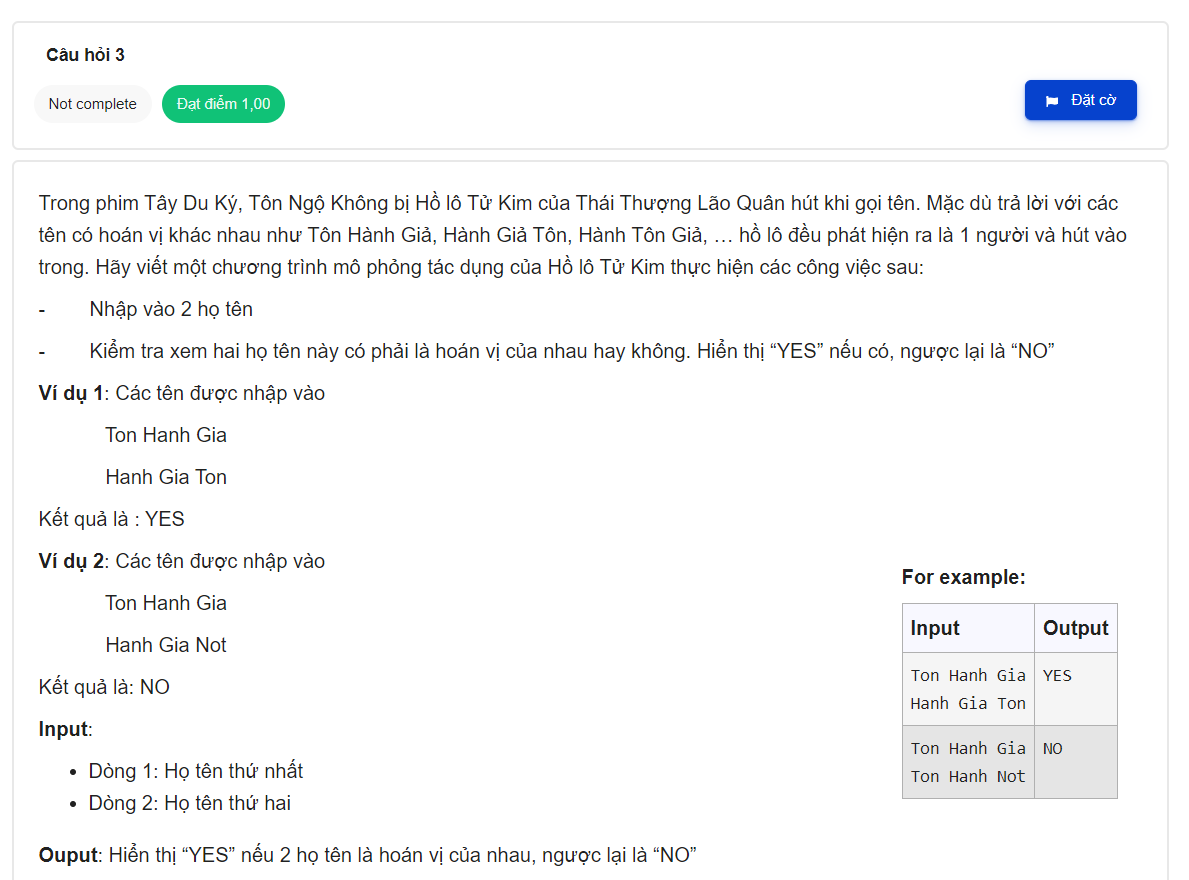 Câu hỏi 3
Not complete
Đạt điểm 1,00
Đặt cờ
Trong phim Tây Du Ký, Tôn Ngộ Không bị Hồ lô Tử Kim của Thái Thượng Lão Quân hút khi gọi tên. Mặc dù trả lời với các
tên có hoán vị khác nhau như Tôn Hành Giả, Hành Giả Tôn, Hành Tôn Giả, … hồ lô đều phát hiện ra là 1 người và hút vào
trong. Hãy viết một chương trình mô phỏng tác dụng của Hồ lô Tử Kim thực hiện các công việc sau:
- Nhập vào 2 họ tên
- Kiểm tra xem hai họ tên này có phải là hoán vị của nhau hay không. Hiển thị “YES” nếu có, ngược lại là “NO”
Ví dụ 1: Các tên được nhập vào
Ton Hanh Gia
Hanh Gia Ton
Kết quả là : YES
Ví dụ 2: Các tên được nhập vào
Ton Hanh Gia
Hanh Gia Not
Kết quả là: NO
Input:
• Dòng 1: Họ tên thứ nhất
• Dòng 2: Họ tên thứ hai
Ouput: Hiển thị “YES” nếu 2 họ tên là hoán vị của nhau, ngược lại là “NO”
For example:
Input Output
Ton Hanh Gia YES
Hanh Gia Ton
Ton Hanh Gia NO
Ton Hanh Not